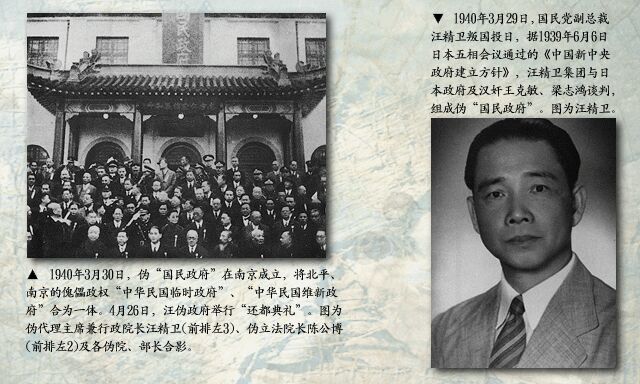 ▲ 1940年3月30日，伪“国民政府”在南京成立，将北平、
南京的傀儡政权“中华民国临时政府”、“中华民国维新政
府”合为一体。4月26日，汪伪政府举行“还都典礼”。图为
伪代理主席兼行政院长汪精卫(前排左3)、伪立法院长陈公博
(前排左2)及各伪院、部长合影。
▼ 1940年3月29日，国民党副总裁
汪精卫叛国投日，据1939年6月6日
日本五相会议通过的《中国新中央
政府建立方针》，汪精卫集团与日
本政府及汉奸王克敏、梁志鸿谈判，
组成伪“国民政府”。图为汪精卫。